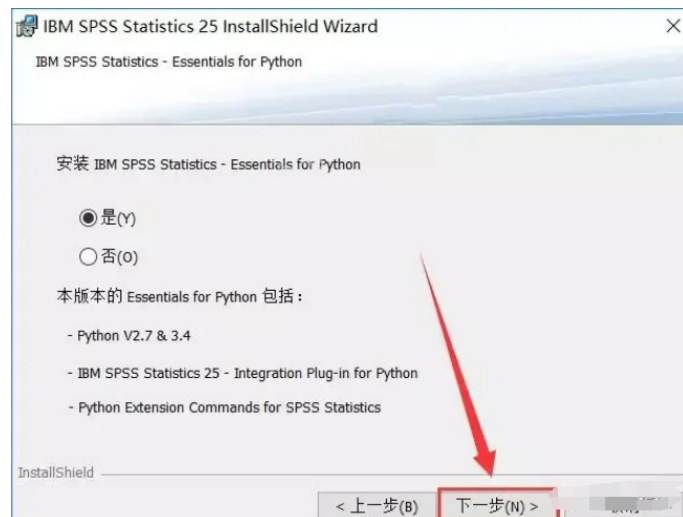 IBM SPSS Statistics 25 InstallShield Wizard
IBM SPSS Statistics - Essentials for Python
安装 IBM SPSS Statistics - Essentials for Python
是(Y)
否(O)
本版本的 Essentials for Python 包括：
- Python V2.7 & 3.4
- IBM SPSS Statistics 25 - Integration Plug-in for Python
- Python Extension Commands for SPSS Statistics
InstallShield
< 上一步(B) 下一步(N) >